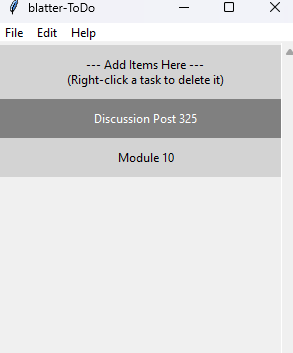 blatter-ToDo
File Edit Help
--- Add Items Here ---
(Right-click a task to delete it)
Discussion Post 325
Module 10